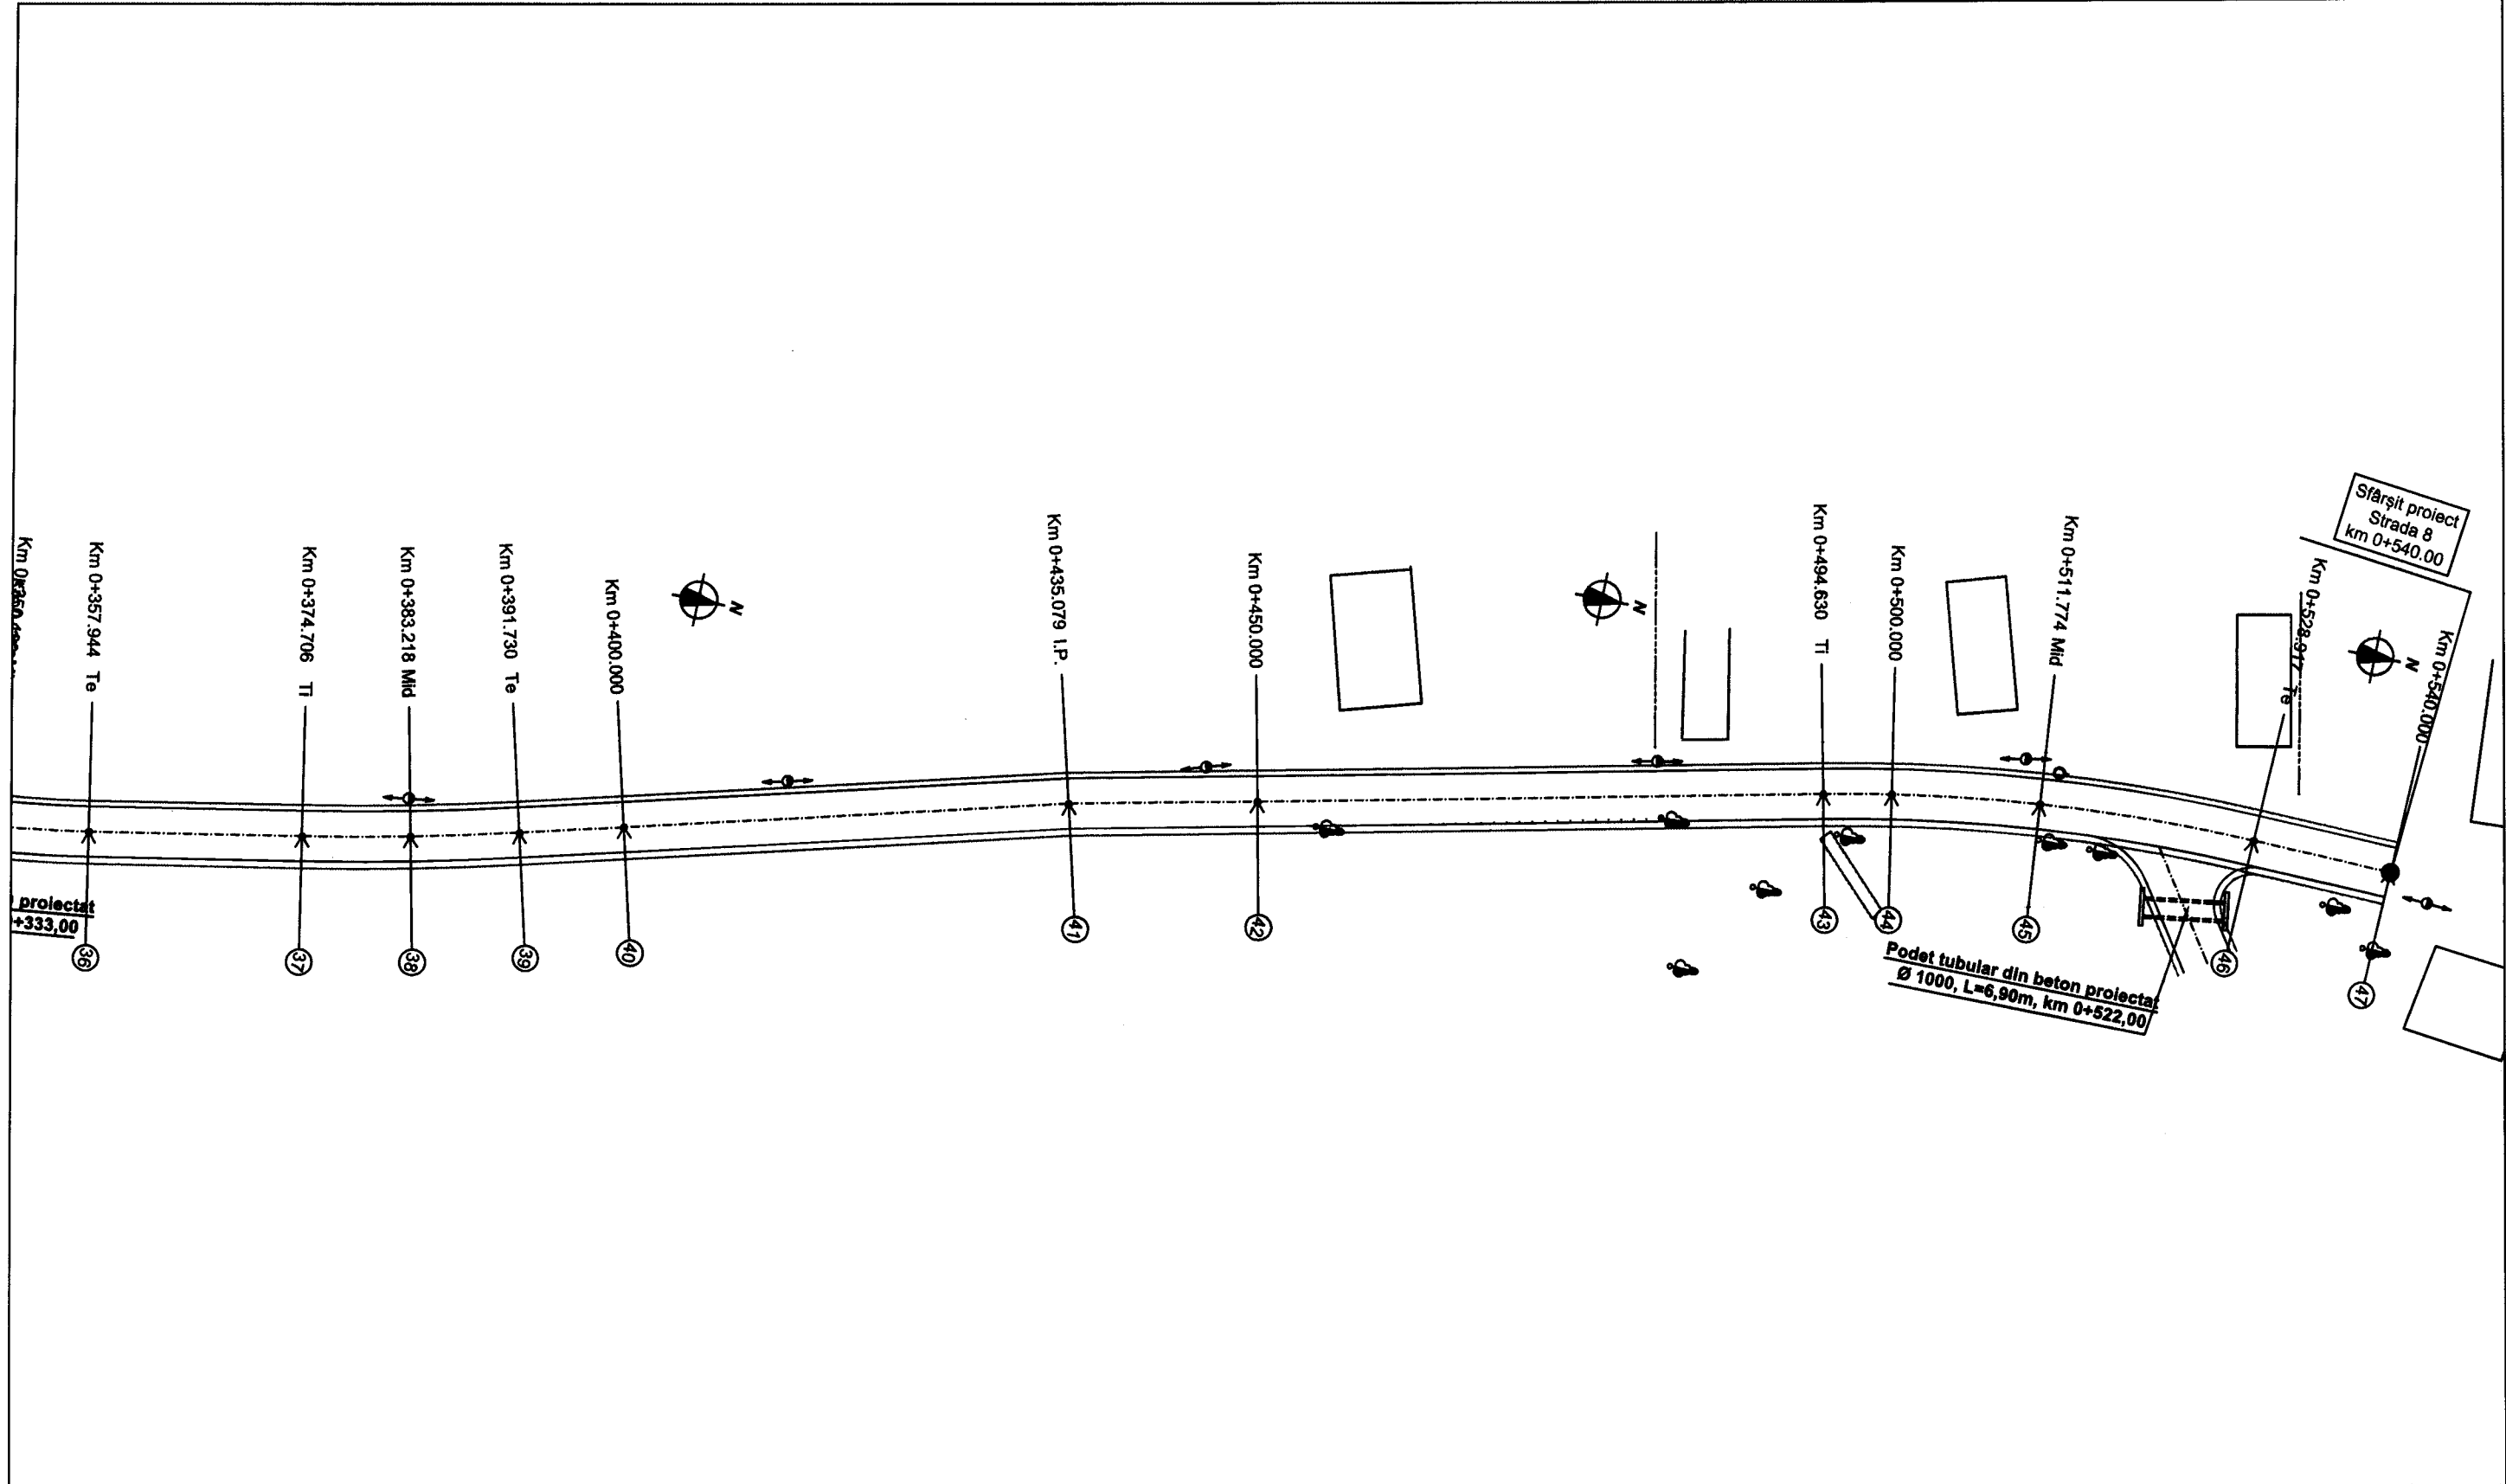 Km 0+357.944 Te
Km 0+374.706 Ti
Km 0+383.218 Mid
Km 0+391.730 Te
Km 0+400.000
N
Km 0+435.079 I.P.
Km 0+450.000
N
Km 0+494.630 Ti
Km 0+500.000
Km 0+511.774 Mid
Km 0+528.917 Te
N
Km 0+540.000
Sfârșit proiect
Strada 8
km 0+540.00
proiectat
+333,00
36
37
38
39
40
41
42
43
44
45
46
47
Podet tubular din beton proiectat
Ø 1000, L=6,90m, km 0+522,00